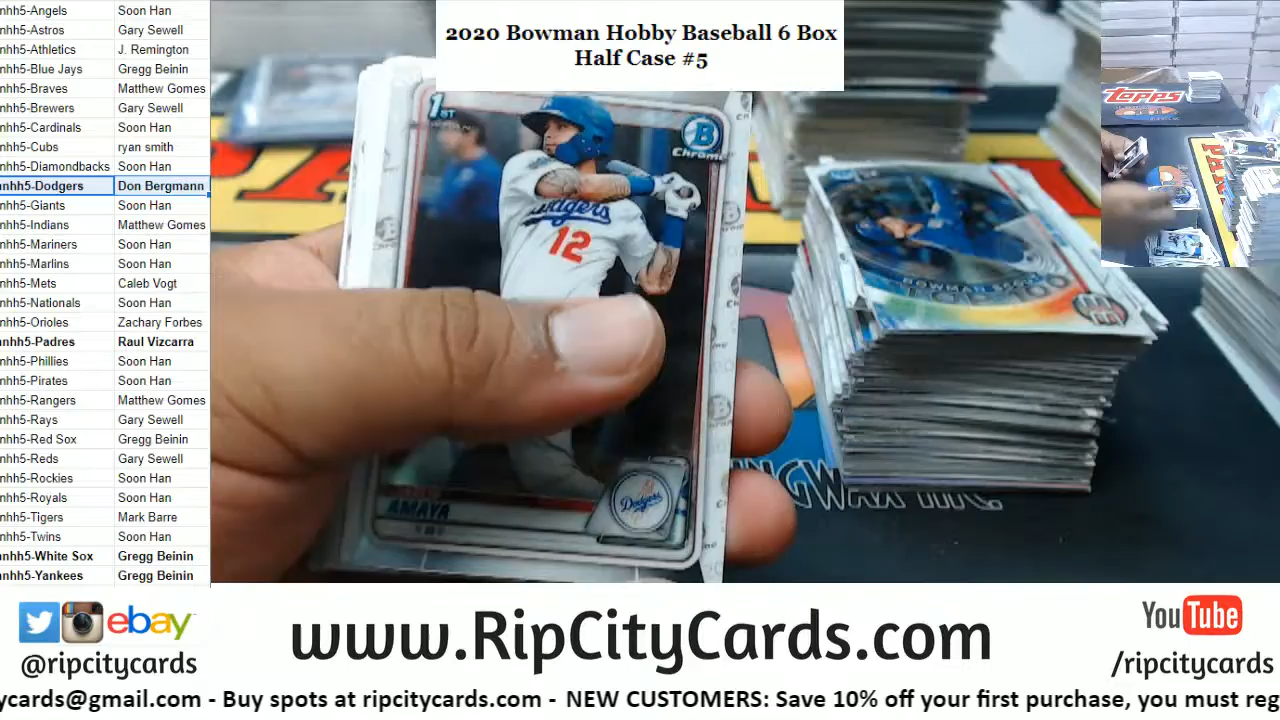 nhh5-Angels Soon Han
nhh5-Astros Gary Sewell
nhh5-Athletics J. Remington
nhh5-Blue Jays Gregg Beinin
nhh5-Braves Matthew Gomes
nhh5-Brewers Gary Sewell
nhh5-Cardinals Soon Han
nhh5-Cubs ryan smith
nhh5-Diamondbacks Soon Han
nhh5-Dodgers Don Bergmann
nhh5-Giants Soon Han
nhh5-Indians Matthew Gomes
nhh5-Mariners Soon Han
nhh5-Marlins Soon Han
nhh5-Mets Caleb Vogt
nhh5-Nationals Soon Han
nhh5-Orioles Zachary Forbes
nhh5-Padres Raul Vizcarra
nhh5-Phillies Soon Han
nhh5-Pirates Soon Han
nhh5-Rangers Matthew Gomes
nhh5-Rays Gary Sewell
nhh5-Red Sox Gregg Beinin
nhh5-Reds Gary Sewell
nhh5-Rockies Soon Han
nhh5-Royals Soon Han
nhh5-Tigers Mark Barre
nhh5-Twins Soon Han
nhh5-White Sox Gregg Beinin
nhh5-Yankees Gregg Beinin
2020 Bowman Hobby Baseball 6 Box
Half Case #5
1ST
B
Chrome
Dodgers
12
AMAYA
Dodgers
Topps
ebay
@ripcitycards
www.RipCityCards.com
YouTube
/ripcitycards
ycards@gmail.com - Buy spots at ripcitycards.com - NEW CUSTOMERS: Save 10% off your first purchase, you must reg